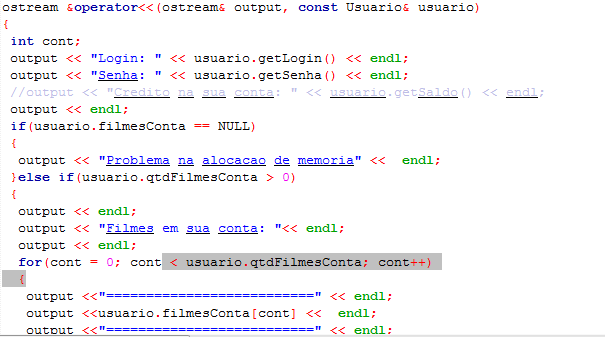 ostream &operator<<(ostream& output, const Usuario& usuario)
{
int cont;
output << "Login: " << usuario.getLogin() << endl;
output << "Senha: " << usuario.getSenha() << endl;
//output << "Credito na sua conta: " << usuario.getSaldo() << endl;
output << endl;
if(usuario.filmesConta == NULL)
{
output << "Problema na alocacao de memoria" <<  endl;
}else if(usuario.qtdFilmesConta > 0)
{
output << endl;
output << "Filmes em sua conta: "<< endl;
output << endl;
for(cont = 0; cont < usuario.qtdFilmesConta; cont++)
{
output <<"==========================" << endl;
output <<usuario.filmesConta[cont] <<  endl;
output <<"==========================" << endl;